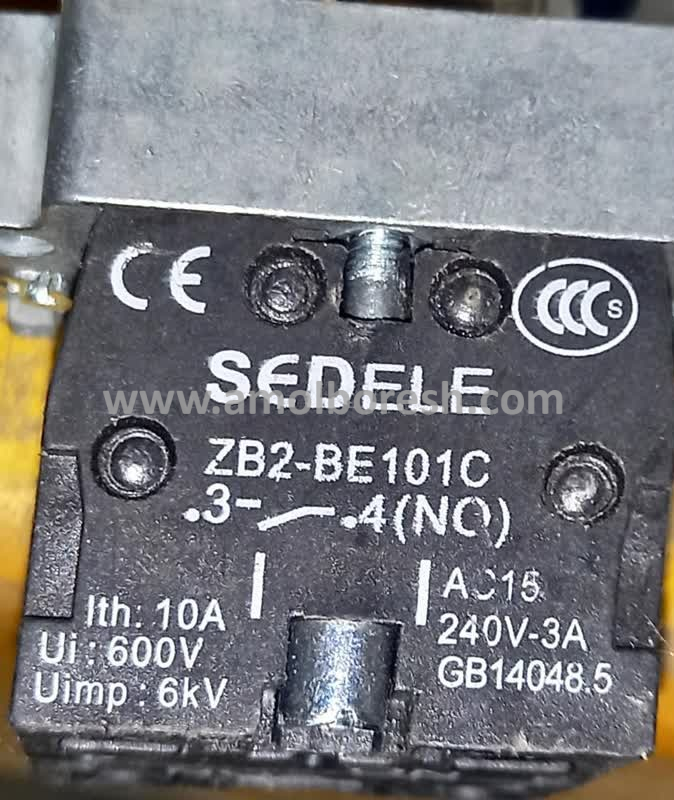 CE
CCC S
SEDELE
www.amolboresh.com
ZB2-BE101C
.3- .4(NO)
Ith: 10A
Ui : 600V
Uimp : 6kV
AC15
240V-3A
GB14048.5